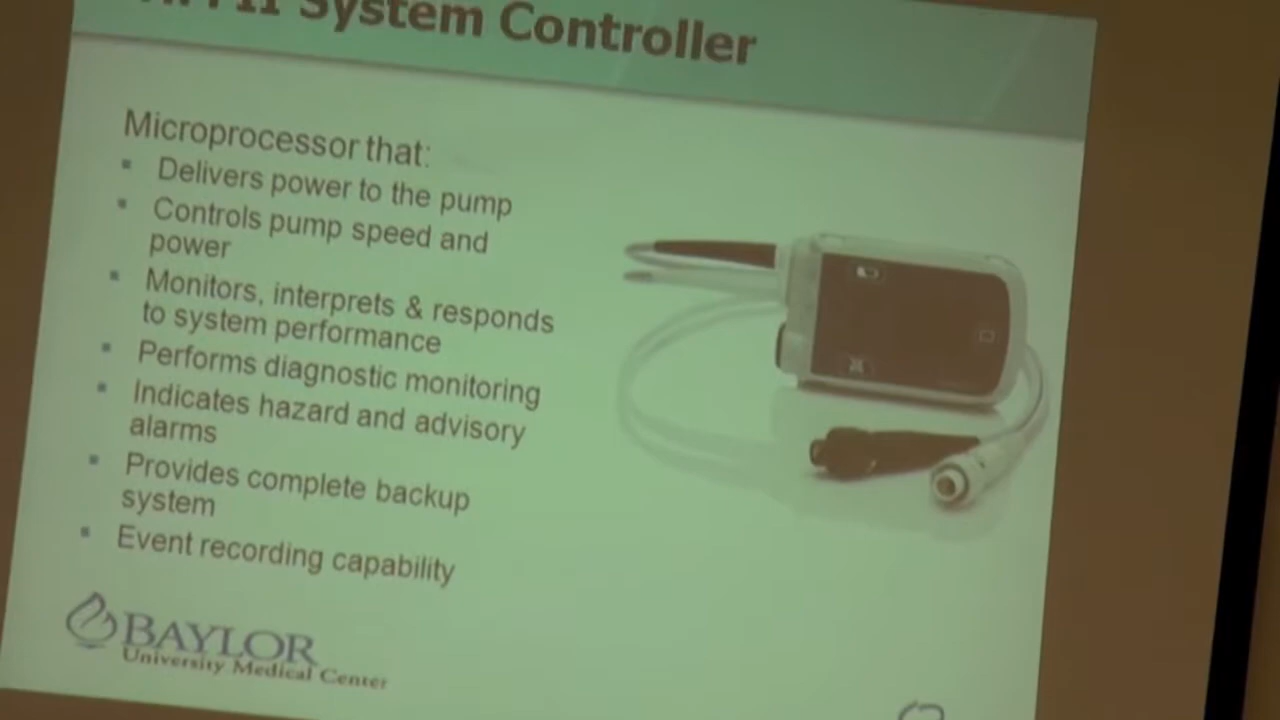 System Controller
Microprocessor that:
▪ Delivers power to the pump
▪ Controls pump speed and
power
▪ Monitors, interprets & responds
to system performance
▪ Performs diagnostic monitoring
▪ Indicates hazard and advisory
alarms
▪ Provides complete backup
system
▪ Event recording capability
BAYLOR
University Medical Center